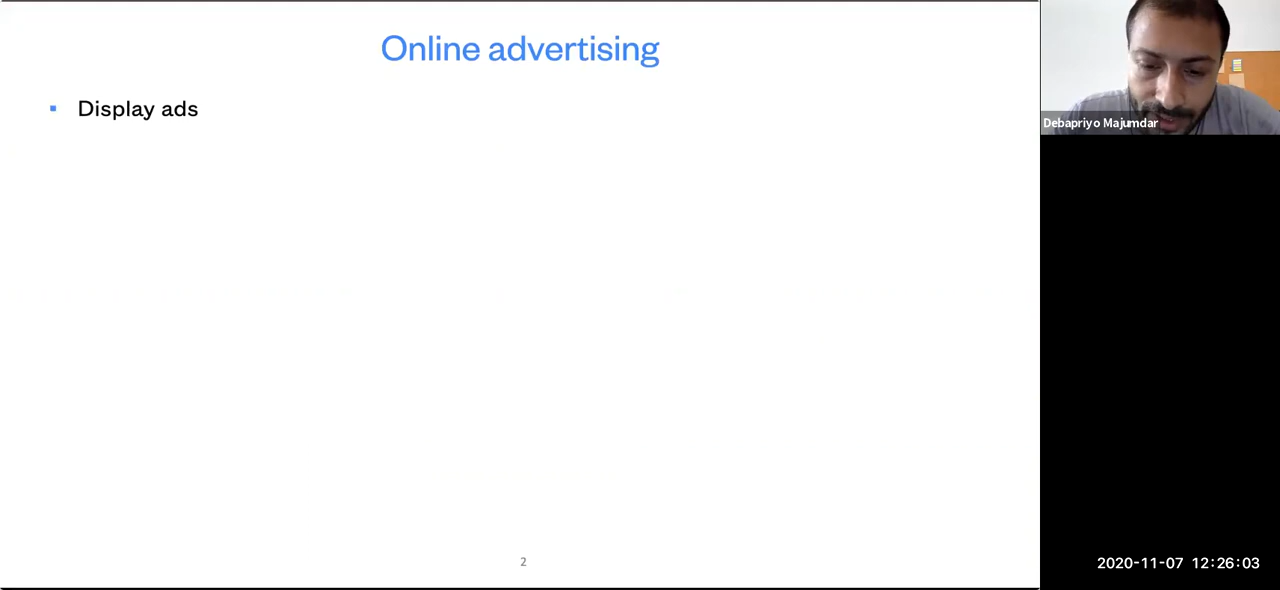 Online advertising
▪ Display ads
Debapriyo Majumdar
2
2020-11-07 12:26:03